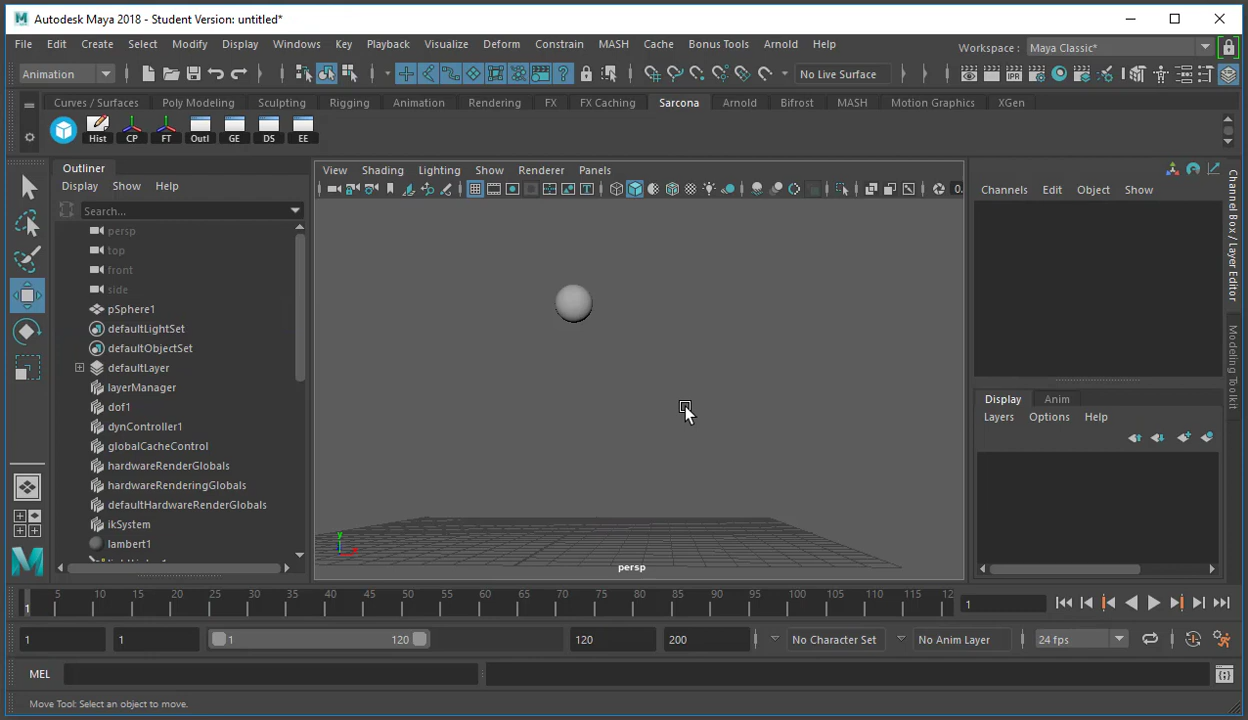 Autodesk Maya 2018 - Student Version: untitled*
File Edit Create Select Modify Display Windows Key Playback Visualize Deform Constrain MASH Cache Bonus Tools Arnold Help Workspace : Maya Classic*
Animation No Live Surface IPR
Curves / Surfaces Poly Modeling Sculpting Rigging Animation Rendering FX FX Caching Sarcona Arnold Bifrost MASH Motion Graphics XGen
Hist CP FT Outl GE DS EE
Outliner
View Shading Lighting Show Renderer Panels
Display Show Help
0.
Channels Edit Object Show
Search...
persp
top
front
side
pSphere1
defaultLightSet
defaultObjectSet
defaultLayer
layerManager
dof1
dynController1
globalCacheControl
hardwareRenderGlobals
hardwareRenderingGlobals
defaultHardwareRenderGlobals
ikSystem
lambert1
y
persp
Channel Box / Layer Editor
Modeling Toolkit
Display Anim
Layers Options Help
1 5 10 15 20 25 30 35 40 45 50 55 60 65 70 75 80 85 90 95 100 105 110 115 12 1
1 1 1 120 120 200 No Character Set No Anim Layer 24 fps
MEL
Move Tool: Select an object to move.